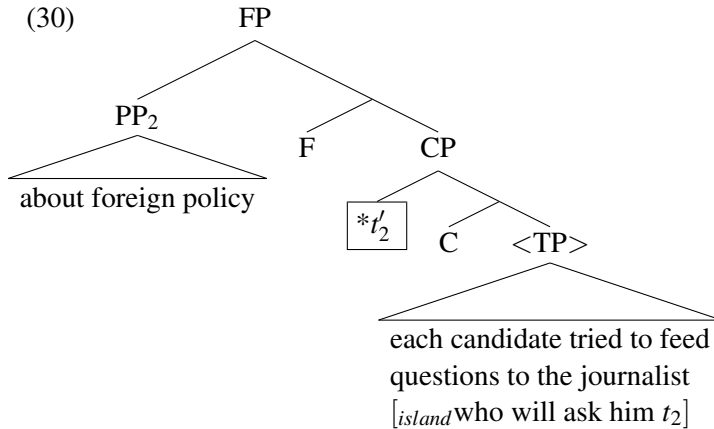 (30) FP
PP₂ F CP
about foreign policy *t′₂ C <TP>
each candidate tried to feed
questions to the journalist
[island who will ask him t₂]